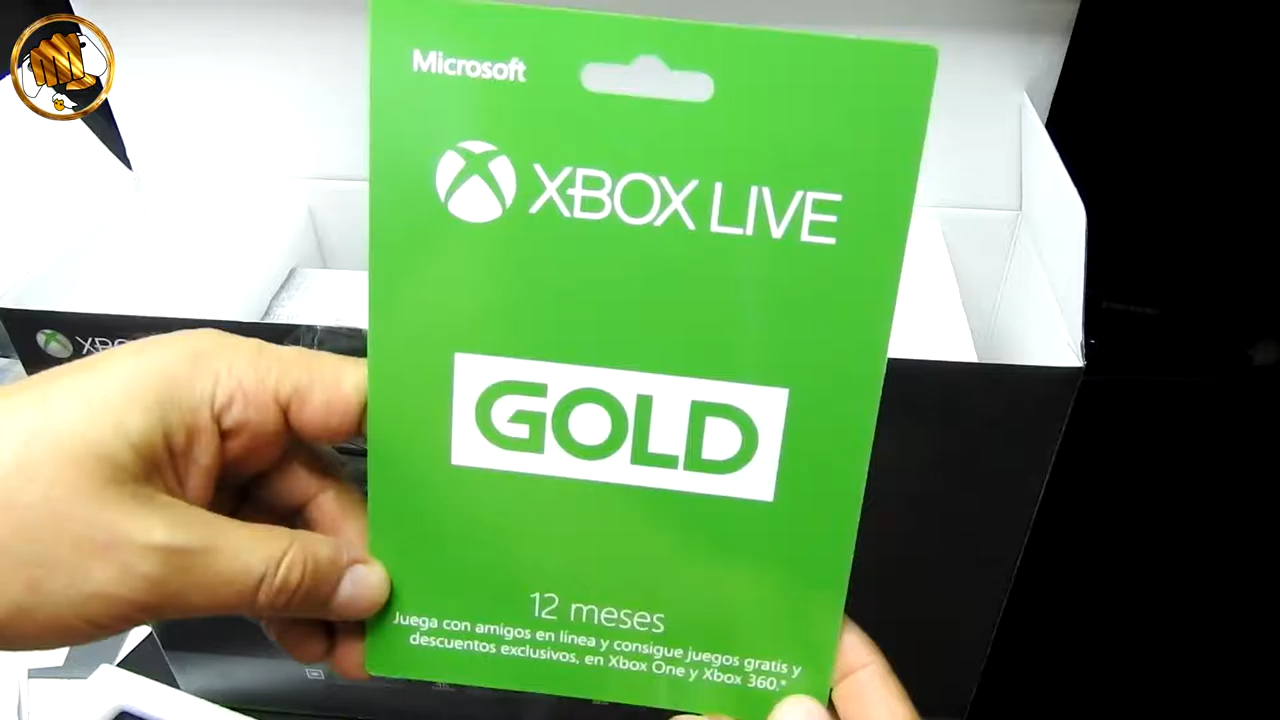 Microsoft
XBOX LIVE
GOLD
12 meses
Juega con amigos en línea y consigue juegos gratis y
descuentos exclusivos, en Xbox One y Xbox 360.*